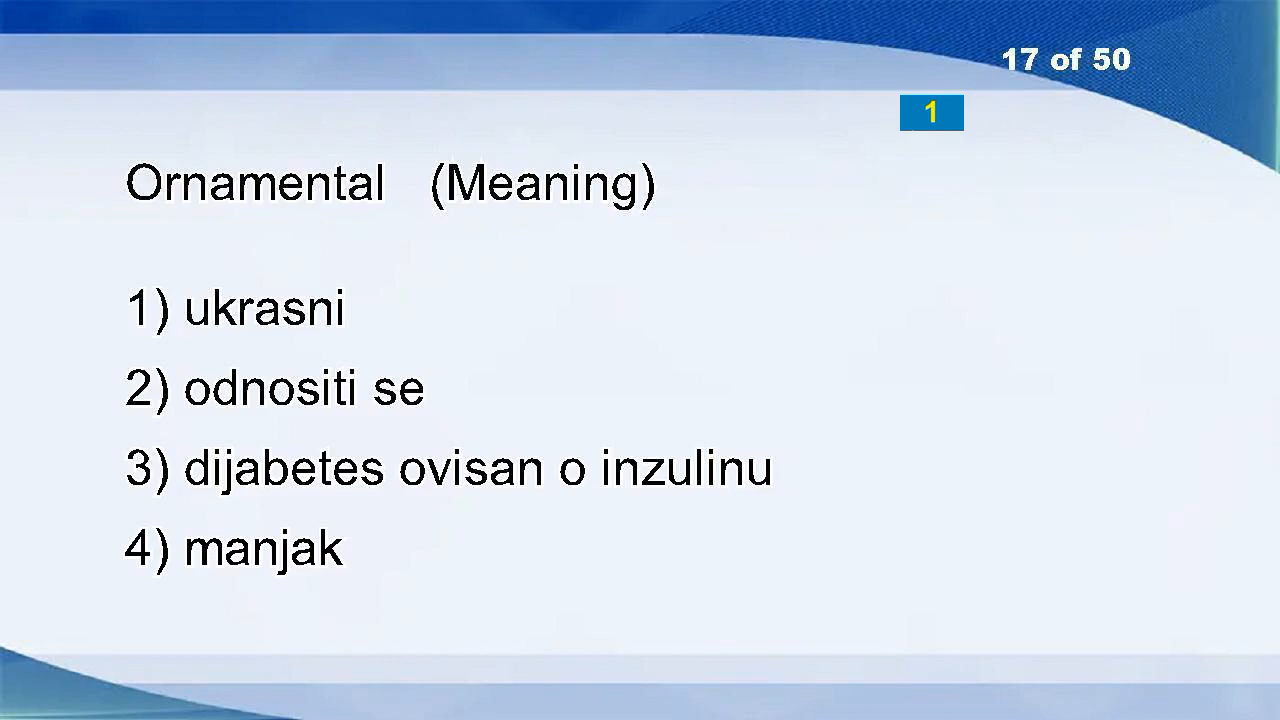 17 of 50
1
Ornamental (Meaning)
1) ukrasni
2) odnositi se
3) dijabetes ovisan o inzulinu
4) manjak